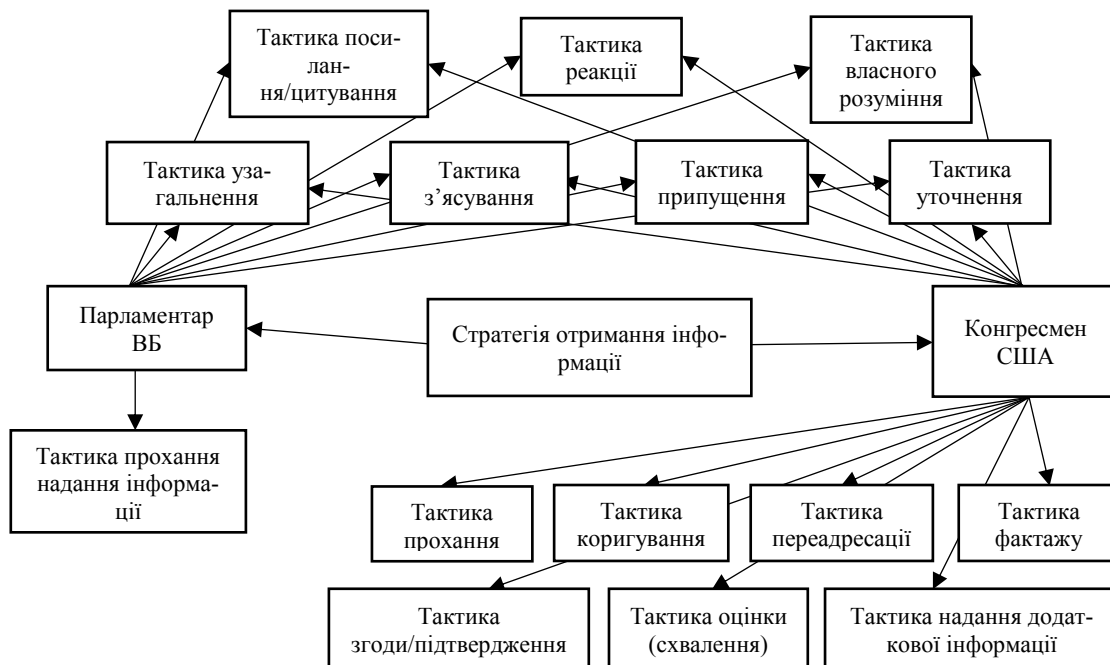 Тактика поси-
лан-
ня/цитування
Тактика
реакції
Тактика
власного
розуміння
Тактика уза-
гальнення
Тактика
з’ясування
Тактика
припущення
Тактика
уточнення
Парламентар
ВБ
Стратегія отримання інфо-
рмації
Конгресмен
США
Тактика прохання
надання інформа-
ції
Тактика
прохання
Тактика
коригування
Тактика
переадресації
Тактика
фактажу
Тактика
згоди/підтвердження
Тактика оцінки
(схвалення)
Тактика надання додат-
кової інформації